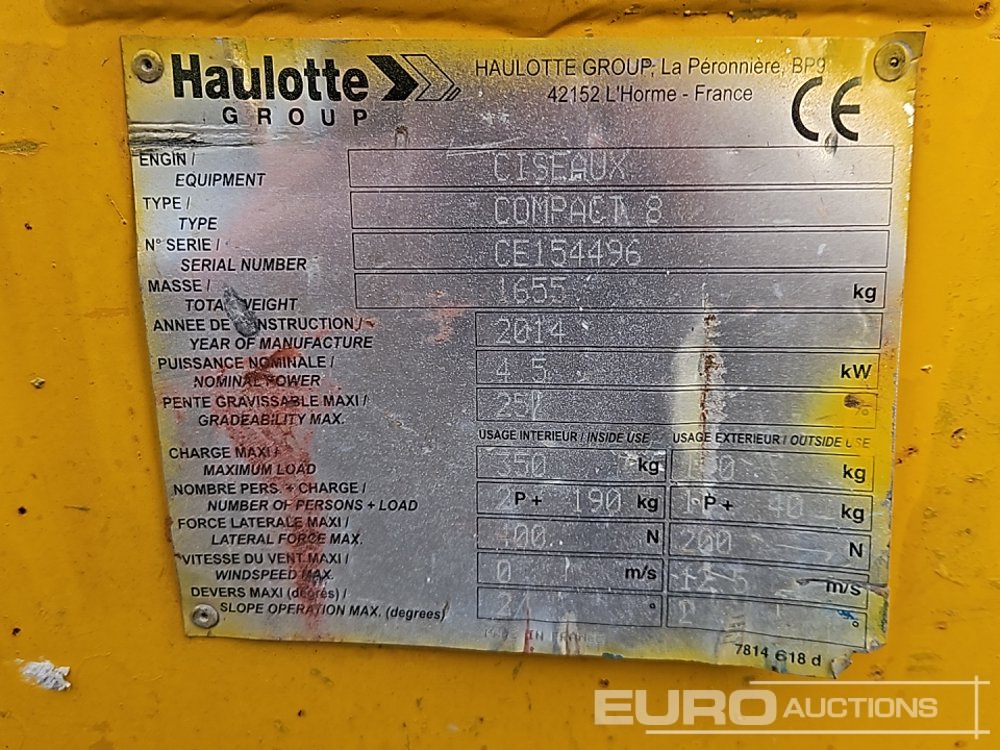 Haulotte
GROUP
HAULOTTE GROUP, La Péronnière, BP9
42152 L'Horme - France
CE
ENGIN /
EQUIPMENT
CISEAUX
TYPE /
TYPE
COMPACT 8
N° SERIE /
SERIAL NUMBER
CE154496
MASSE /
TOTAL WEIGHT
1655 kg
ANNEE DE CONSTRUCTION /
YEAR OF MANUFACTURE
2014
PUISSANCE NOMINALE /
NOMINAL POWER
4.5 kW
PENTE GRAVISSABLE MAXI /
GRADEABILITY MAX.
25% %
USAGE INTERIEUR / INSIDE USE USAGE EXTERIEUR / OUTSIDE USE
CHARGE MAXI /
MAXIMUM LOAD
350 kg kg
NOMBRE PERS. + CHARGE /
NUMBER OF PERSONS + LOAD
2 P + 190 kg 1 P + 40 kg
FORCE LATERALE MAXI /
LATERAL FORCE MAX.
400 N 200 N
VITESSE DU VENT MAXI /
WINDSPEED MAX.
0 m/s m/s
DEVERS MAXI (degrés) /
SLOPE OPERATION MAX. (degrees)
2 ° 2 °
MADE IN FRANCE
7814 618 d
EURO AUCTIONS